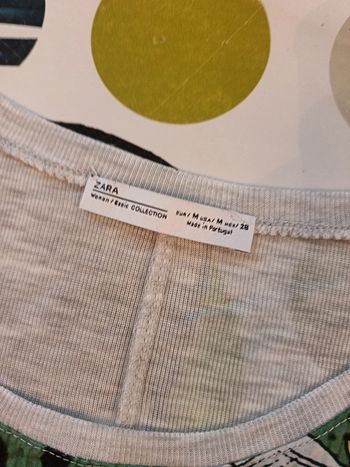 ZARA
Woman / Basic COLLECTION
EUR/ M USA/ M MEX/ 28
Made in Portugal